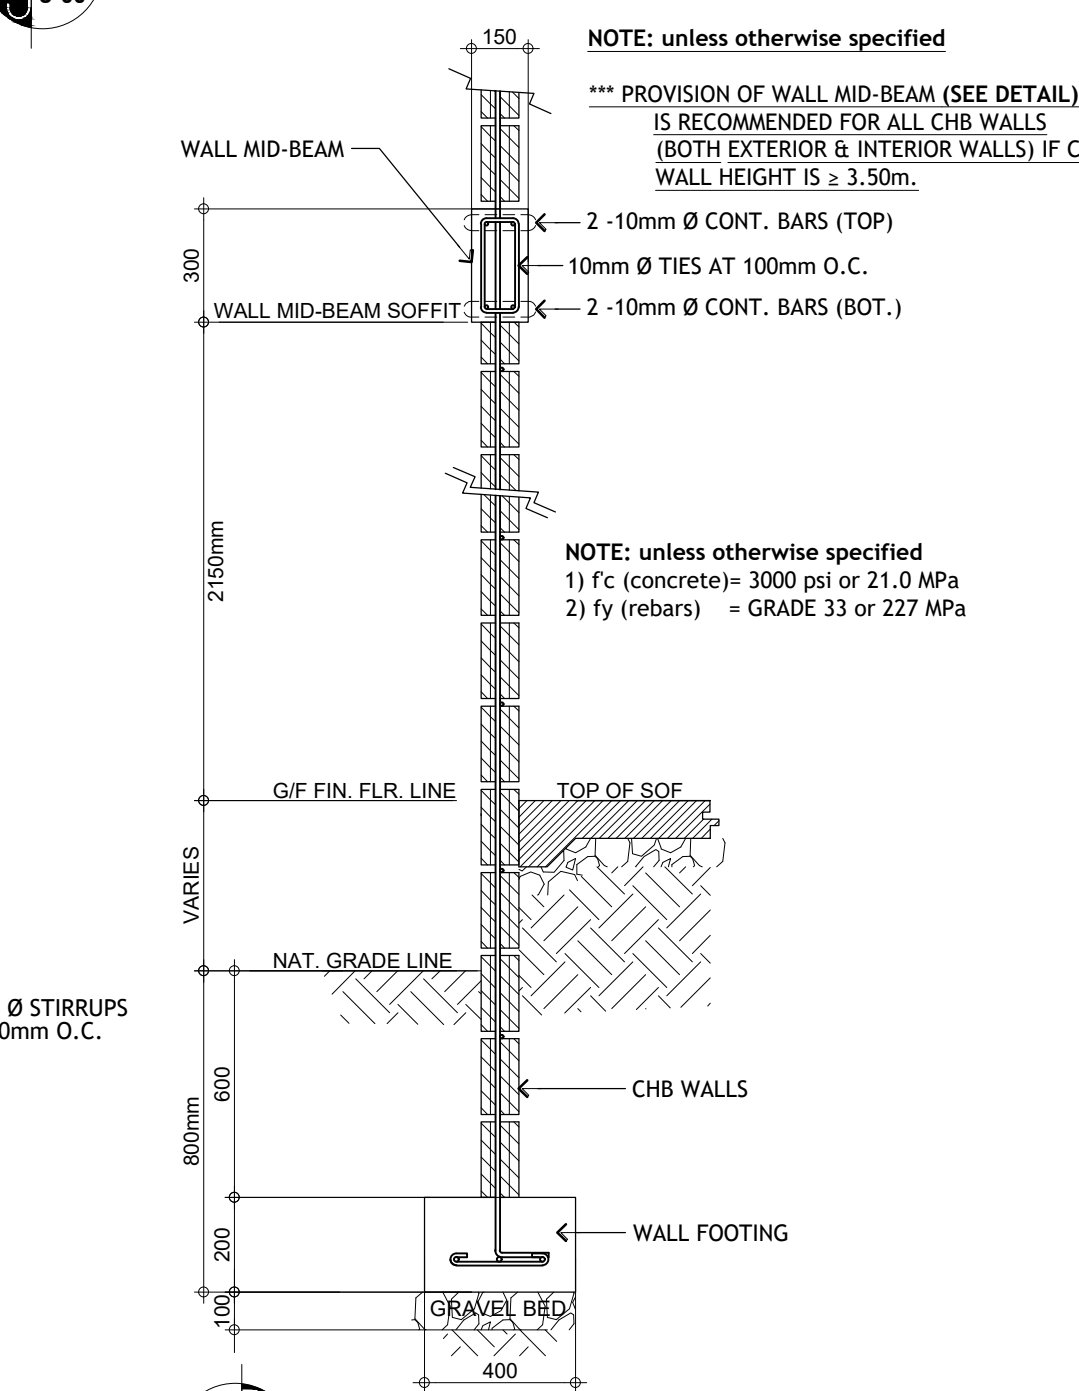 150
NOTE: unless otherwise specified
*** PROVISION OF WALL MID-BEAM (SEE DETAIL)
IS RECOMMENDED FOR ALL CHB WALLS
(BOTH EXTERIOR & INTERIOR WALLS) IF C
WALL HEIGHT IS ≥ 3.50m.
WALL MID-BEAM
2 -10mm Ø CONT. BARS (TOP)
300
10mm Ø TIES AT 100mm O.C.
WALL MID-BEAM SOFFIT
2 -10mm Ø CONT. BARS (BOT.)
2150mm
NOTE: unless otherwise specified
1) f'c (concrete)= 3000 psi or 21.0 MPa
2) fy (rebars) = GRADE 33 or 227 MPa
G/F FIN. FLR. LINE
TOP OF SOF
VARIES
NAT. GRADE LINE
Ø STIRRUPS
0mm O.C.
600
800mm
CHB WALLS
200
WALL FOOTING
100
GRAVEL BED
400